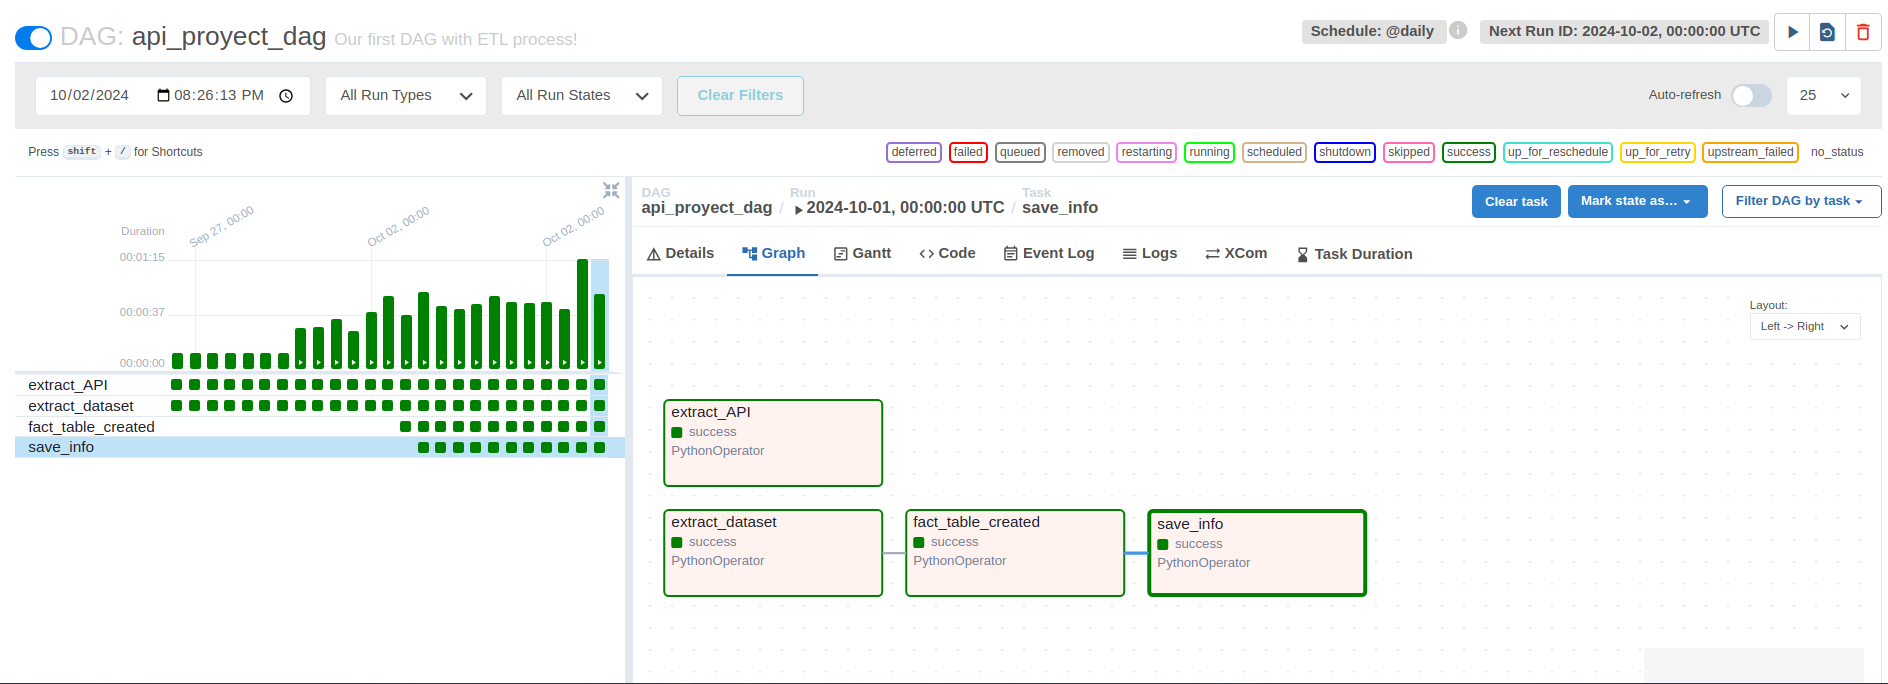 DAG: api_proyect_dag Our first DAG with ETL process!
Schedule: @daily
Next Run ID: 2024-10-02, 00:00:00 UTC
10/02/2024 08:26:13 PM
All Run Types
All Run States
Clear Filters
Auto-refresh
25
Press shift + / for Shortcuts
deferred failed queued removed restarting running scheduled shutdown skipped success up_for_reschedule up_for_retry upstream_failed no_status
Duration
Sep 27, 00:00
Oct 02, 00:00
Oct 02, 00:00
00:01:15
00:00:37
00:00:00
extract_API
extract_dataset
fact_table_created
save_info
DAG
api_proyect_dag
/
Run
2024-10-01, 00:00:00 UTC
/
Task
save_info
Clear task
Mark state as...
Filter DAG by task
Details
Graph
Gantt
Code
Event Log
Logs
XCom
Task Duration
Layout:
Left -> Right
extract_API
success
PythonOperator
extract_dataset
success
PythonOperator
fact_table_created
success
PythonOperator
save_info
success
PythonOperator